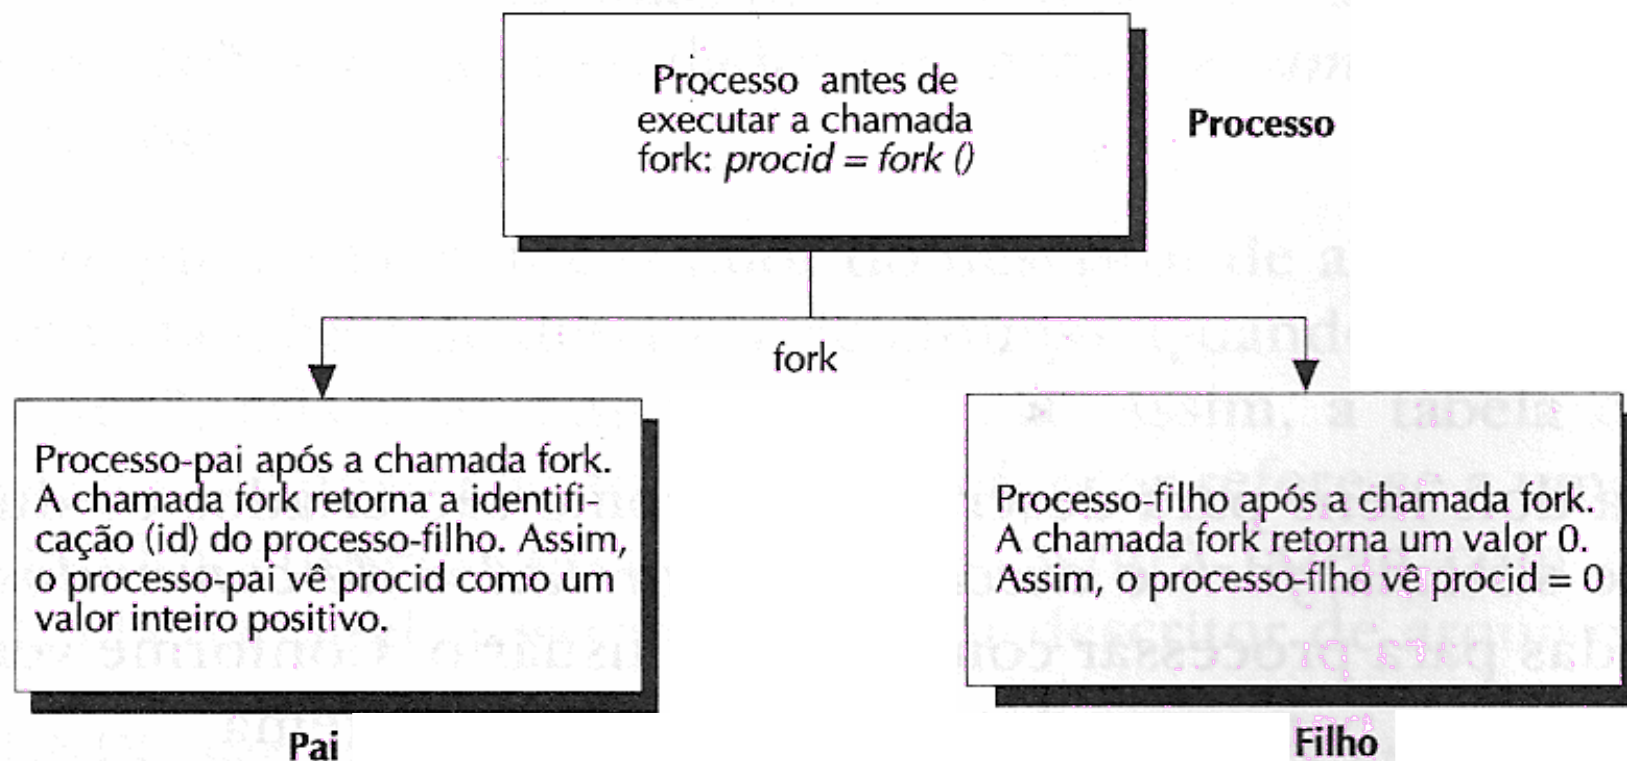 Processo antes de
executar a chamada
fork: procid = fork ()
Processo
fork
Processo-pai após a chamada fork.
A chamada fork retorna a identifi-
cação (id) do processo-filho. Assim,
o processo-pai vê procid como um
valor inteiro positivo.
Processo-filho após a chamada fork.
A chamada fork retorna um valor 0.
Assim, o processo-flho vê procid = 0
Pai
Filho